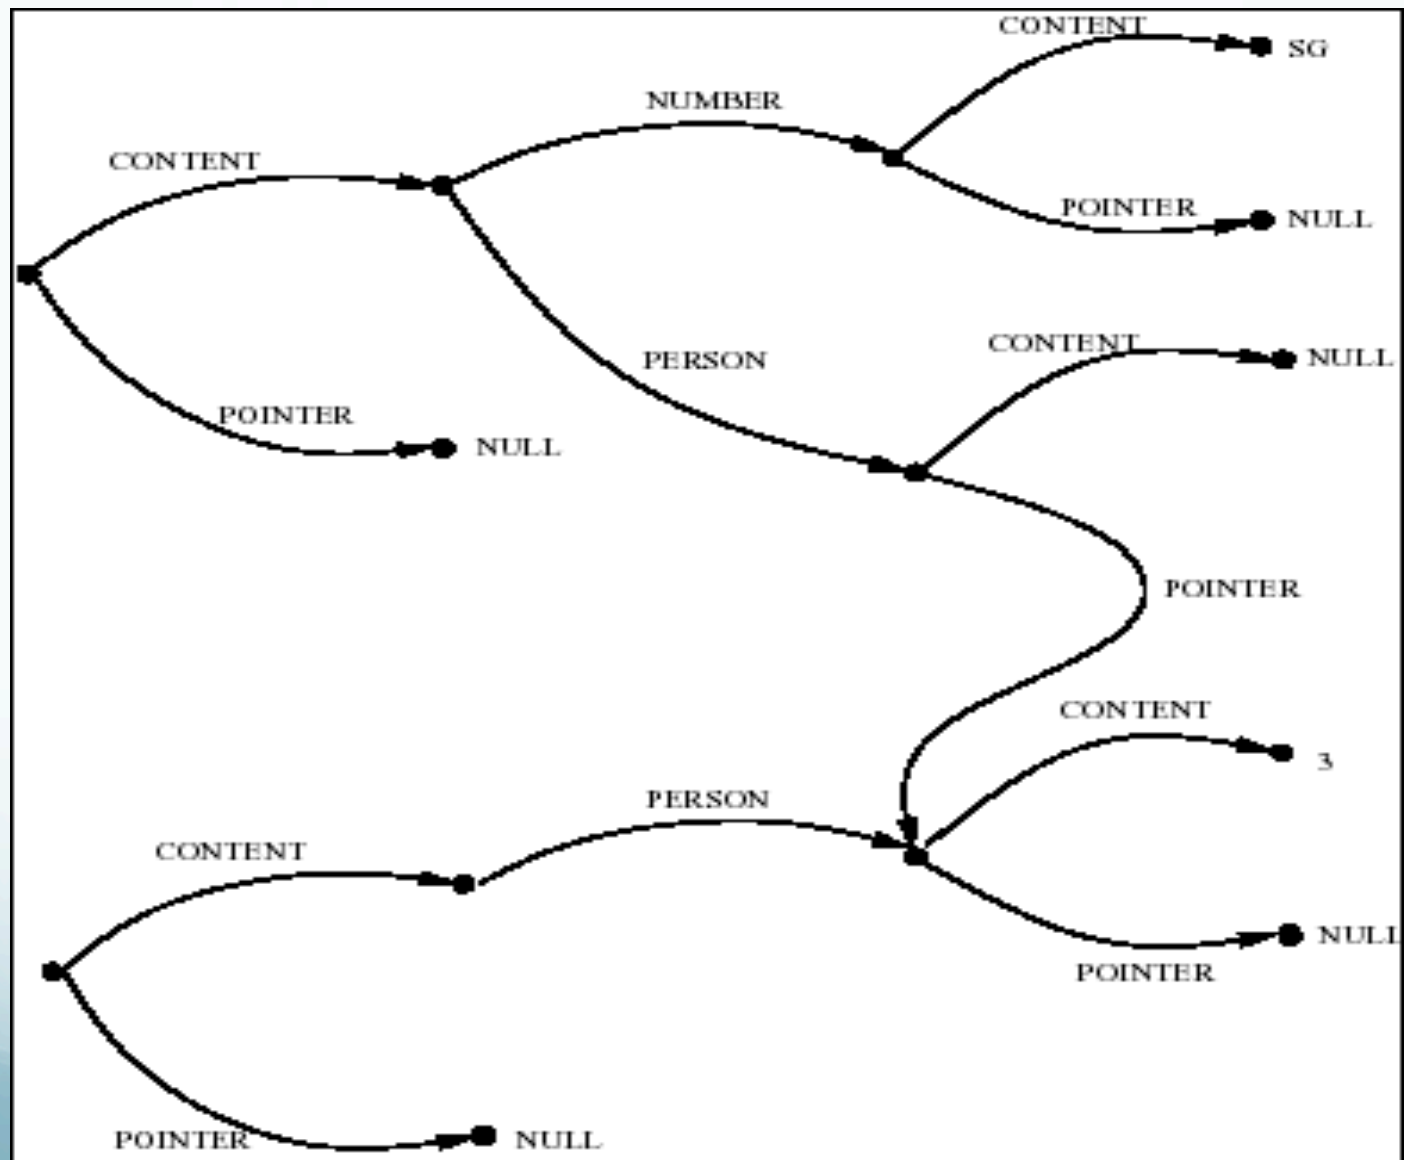 CONTENT
SG
NUMBER
CONTENT
POINTER
NULL
CONTENT
NULL
PERSON
POINTER
NULL
POINTER
CONTENT
3
PERSON
CONTENT
NULL
POINTER
POINTER
NULL